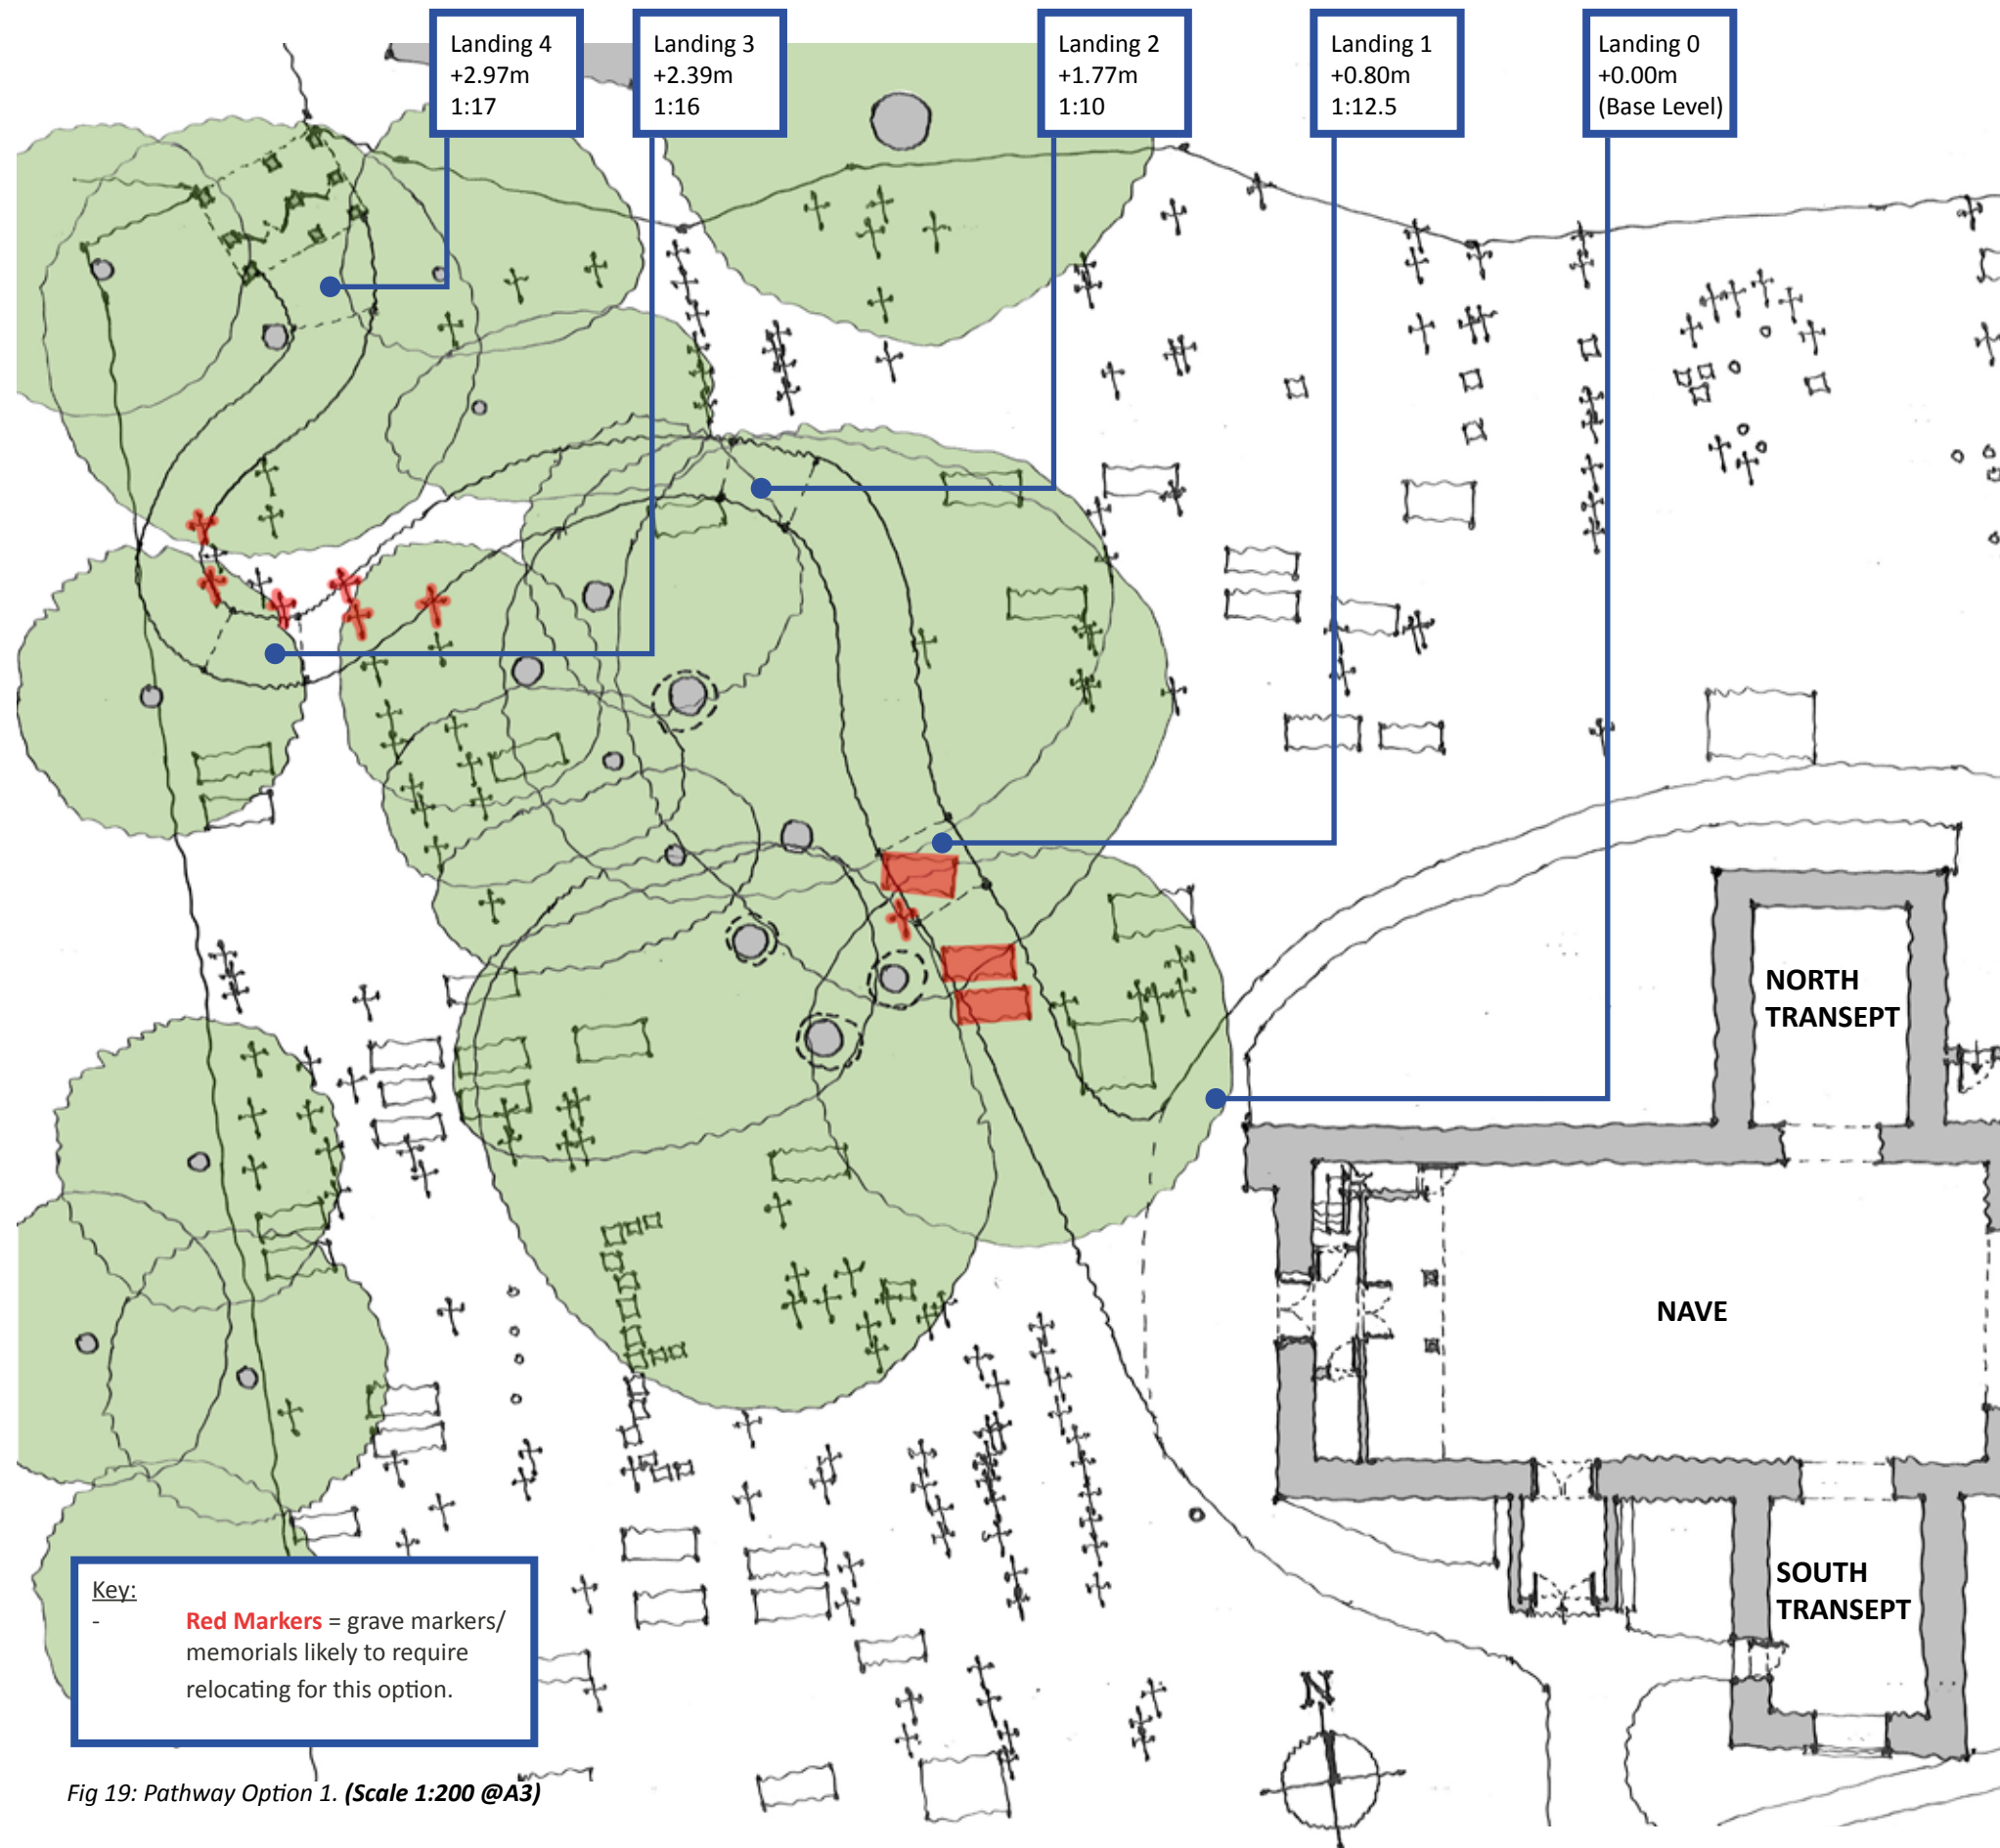 Landing 4
+2.97m
1:17
Landing 3
+2.39m
1:16
Landing 2
+1.77m
1:10
Landing 1
+0.80m
1:12.5
Landing 0
+0.00m
(Base Level)
NORTH
TRANSEPT
NAVE
SOUTH
TRANSEPT
N
Key:
- Red Markers = grave markers/
memorials likely to require
relocating for this option.
Fig 19: Pathway Option 1. (Scale 1:200 @A3)